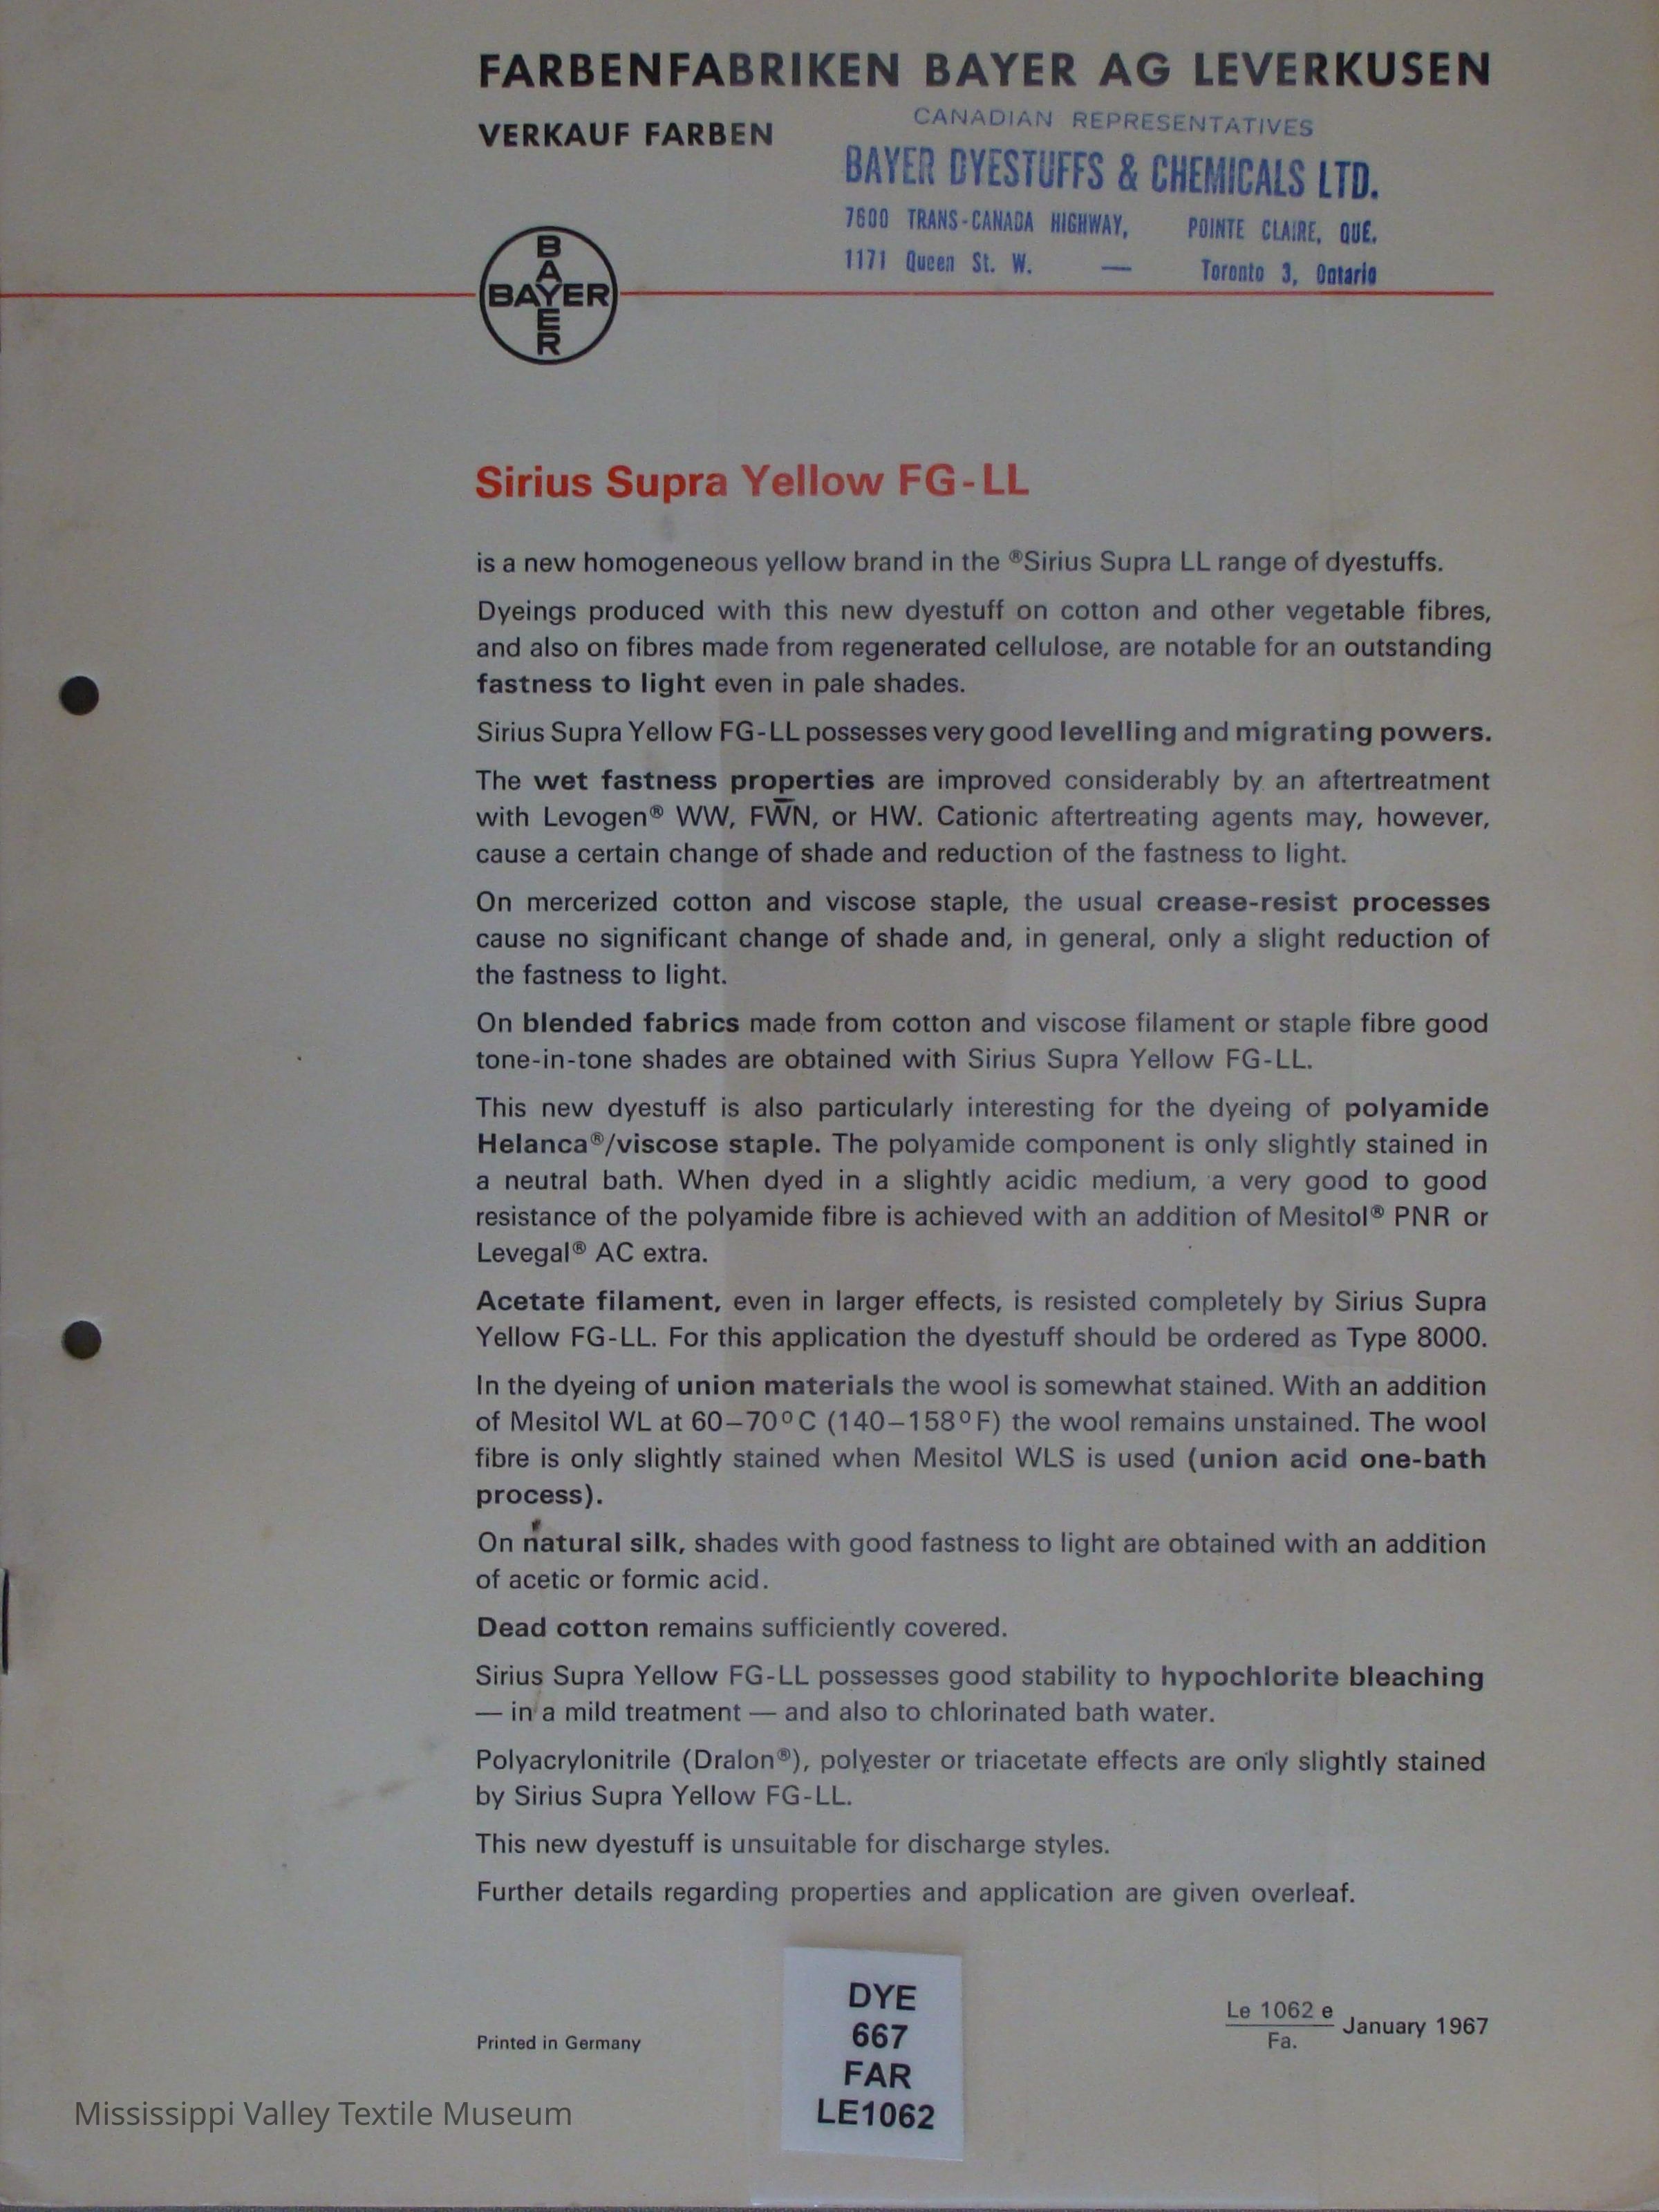 FARBENFABRIKEN BAYER AG LEVERKUSEN
VERKAUF FARBEN
CANADIAN REPRESENTATIVES
BAYER DYESTUFFS & CHEMICALS LTD.
7600 TRANS-CANADA HIGHWAY, POINTE CLAIRE, QUE.
1171 Queen St. W. — Toronto 3, Ontario
BAYER
BAYER
Sirius Supra Yellow FG-LL
is a new homogeneous yellow brand in the ®Sirius Supra LL range of dyestuffs.
Dyeings produced with this new dyestuff on cotton and other vegetable fibres,
and also on fibres made from regenerated cellulose, are notable for an outstanding
fastness to light even in pale shades.
Sirius Supra Yellow FG-LL possesses very good levelling and migrating powers.
The wet fastness properties are improved considerably by an aftertreatment
with Levogen® WW, FWN, or HW. Cationic aftertreating agents may, however,
cause a certain change of shade and reduction of the fastness to light.
On mercerized cotton and viscose staple, the usual crease-resist processes
cause no significant change of shade and, in general, only a slight reduction of
the fastness to light.
On blended fabrics made from cotton and viscose filament or staple fibre good
tone-in-tone shades are obtained with Sirius Supra Yellow FG-LL.
This new dyestuff is also particularly interesting for the dyeing of polyamide
Helanca®/viscose staple. The polyamide component is only slightly stained in
a neutral bath. When dyed in a slightly acidic medium, a very good to good
resistance of the polyamide fibre is achieved with an addition of Mesitol® PNR or
Levegal® AC extra.
Acetate filament, even in larger effects, is resisted completely by Sirius Supra
Yellow FG-LL. For this application the dyestuff should be ordered as Type 8000.
In the dyeing of union materials the wool is somewhat stained. With an addition
of Mesitol WL at 60–70°C (140–158°F) the wool remains unstained. The wool
fibre is only slightly stained when Mesitol WLS is used (union acid one-bath
process).
On natural silk, shades with good fastness to light are obtained with an addition
of acetic or formic acid.
Dead cotton remains sufficiently covered.
Sirius Supra Yellow FG-LL possesses good stability to hypochlorite bleaching
— in a mild treatment — and also to chlorinated bath water.
Polyacrylonitrile (Dralon®), polyester or triacetate effects are only slightly stained
by Sirius Supra Yellow FG-LL.
This new dyestuff is unsuitable for discharge styles.
Further details regarding properties and application are given overleaf.
Printed in Germany
DYE
667
FAR
LE1062
Le 1062 e
Fa.
January 1967
Mississippi Valley Textile Museum